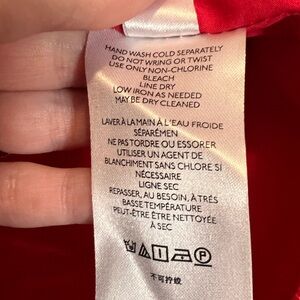 HAND WASH COLD SEPARATELY
DO NOT WRING OR TWIST
USE ONLY NON-CHLORINE
BLEACH
LINE DRY
LOW IRON AS NEEDED
MAY BE DRY CLEANED
LAVER À LA MAIN À L'EAU FROIDE
SÉPARÉMEN
NE PAS TORDRE OU ESSORER
UTILISER UN AGENT DE
BLANCHIMENT SANS CHLORE SI
NÉCESSAIRE
LIGNE SEC
REPASSER, AU BESOIN, À TRÈS
BASSE TEMPÉRATURE
PEUT-ÊTRE ÊTRE NETTOYÉE
À SEC
P
不可拧绞